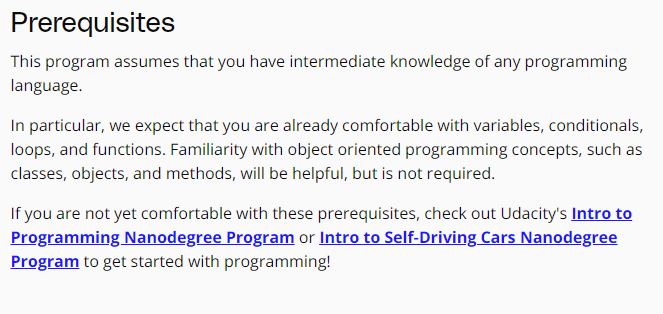 Prerequisites
This program assumes that you have intermediate knowledge of any programming
language.
In particular, we expect that you are already comfortable with variables, conditionals,
loops, and functions. Familiarity with object oriented programming concepts, such as
classes, objects, and methods, will be helpful, but is not required.
If you are not yet comfortable with these prerequisites, check out Udacity's Intro to
Programming Nanodegree Program or Intro to Self-Driving Cars Nanodegree
Program to get started with programming!